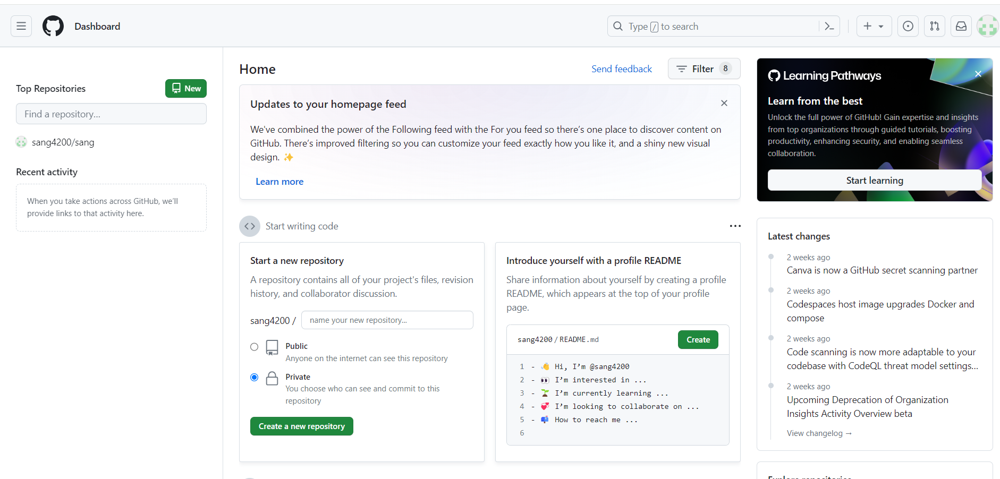 Dashboard
Type / to search
Top Repositories
New
Find a repository...
sang4200/sang
Recent activity
When you take actions across GitHub, we’ll
provide links to that activity here.
Home
Send feedback
Filter 8
Updates to your homepage feed
We've combined the power of the Following feed with the For you feed so there’s one place to discover content on
GitHub. There’s improved filtering so you can customize your feed exactly how you like it, and a shiny new visual
design. ✨
Learn more
Start writing code
Start a new repository
A repository contains all of your project's files, revision
history, and collaborator discussion.
sang4200 /
name your new repository...
Public
Anyone on the internet can see this repository
Private
You choose who can see and commit to this
repository
Create a new repository
Introduce yourself with a profile README
Share information about yourself by creating a profile
README, which appears at the top of your profile
page.
sang4200 / README.md
Create
1 - 👋 Hi, I’m @sang4200
2 - 👀 I’m interested in ...
3 - 🌱 I’m currently learning ...
4 - 💞️ I’m looking to collaborate on ...
5 - 📫 How to reach me ...
6
Learning Pathways
Learn from the best
Unlock the full power of GitHub! Gain expertise and insights
from top organizations through guided tutorials, boosting
productivity, enhancing security, and enabling seamless
collaboration.
Start learning
Latest changes
2 weeks ago
Canva is now a GitHub secret scanning partner
2 weeks ago
Codespaces host image upgrades Docker and
compose
2 weeks ago
Code scanning is now more adaptable to your
codebase with CodeQL threat model settings...
2 weeks ago
Upcoming Deprecation of Organization
Insights Activity Overview beta
View changelog →
Explore repositories